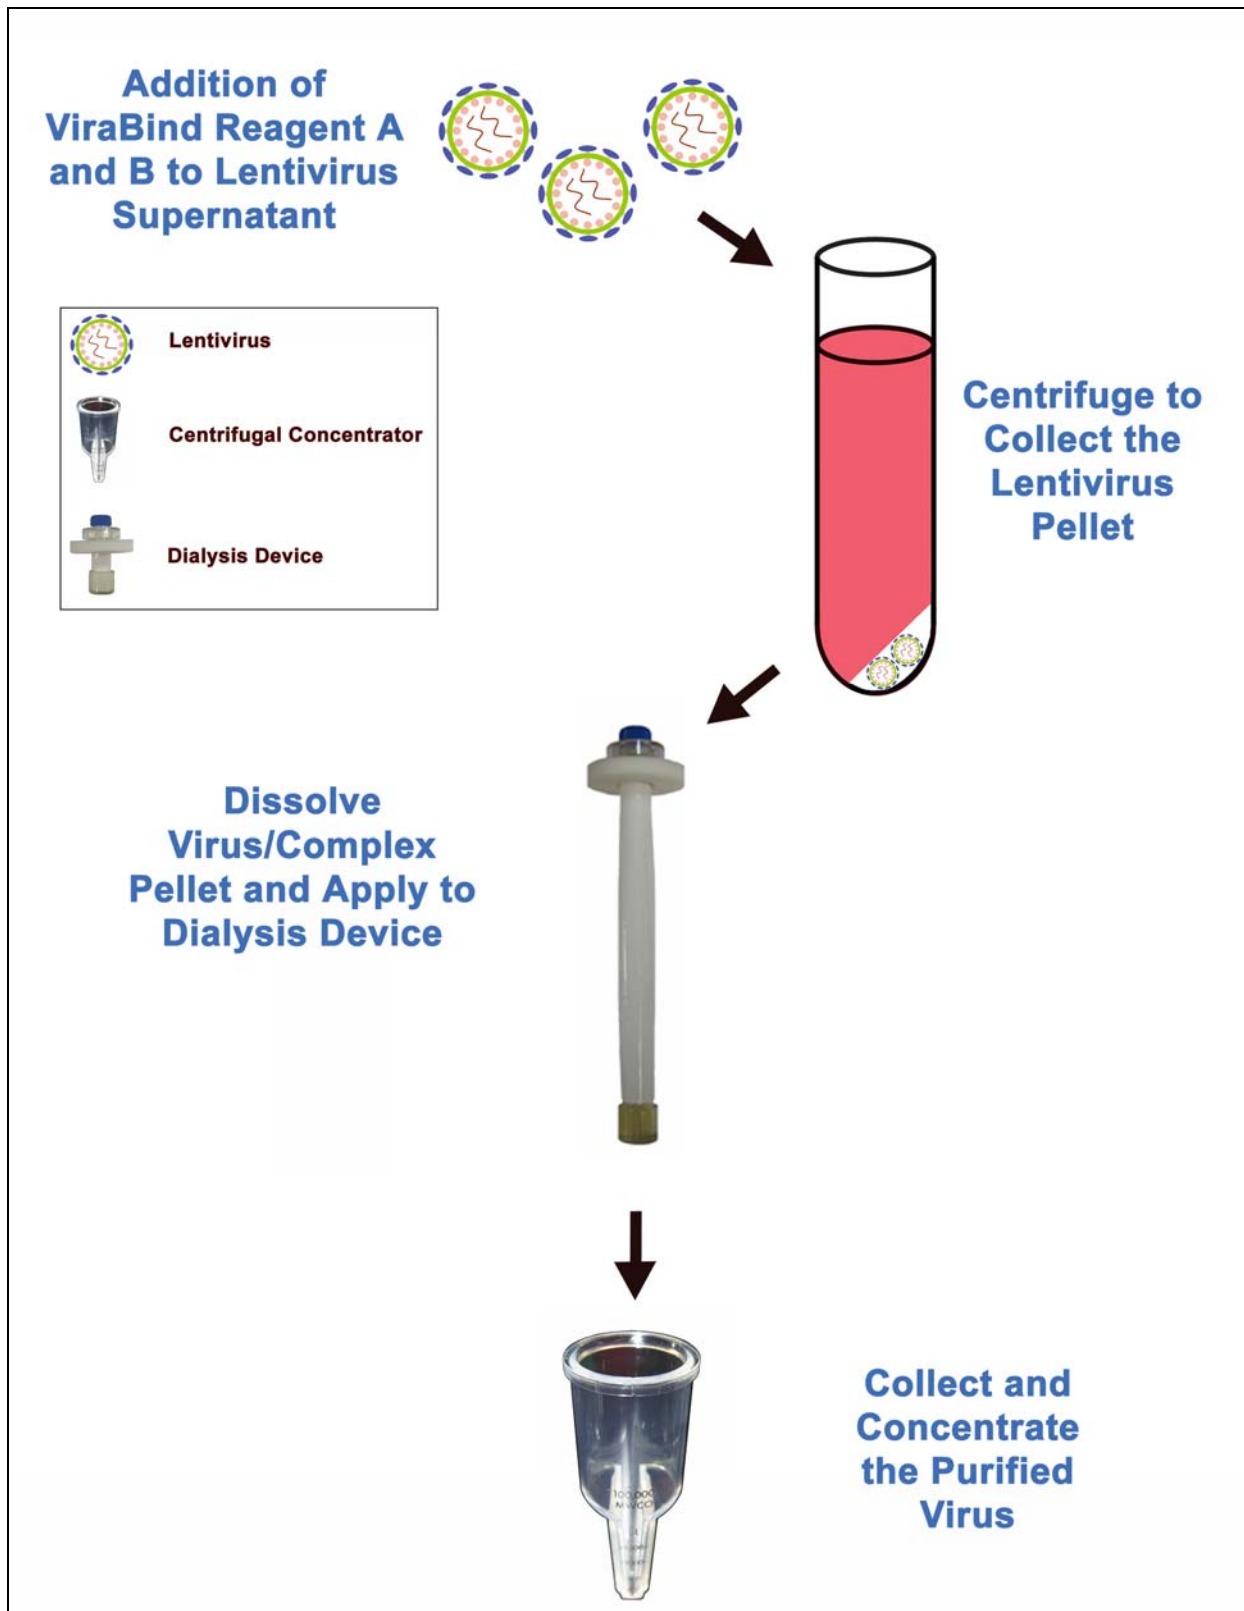 Addition of
ViraBind Reagent A
and B to Lentivirus
Supernatant
Lentivirus
Centrifugal Concentrator
Dialysis Device
Centrifuge to
Collect the
Lentivirus
Pellet
Dissolve
Virus/Complex
Pellet and Apply to
Dialysis Device
100,000
MWCO
Collect and
Concentrate
the Purified
Virus